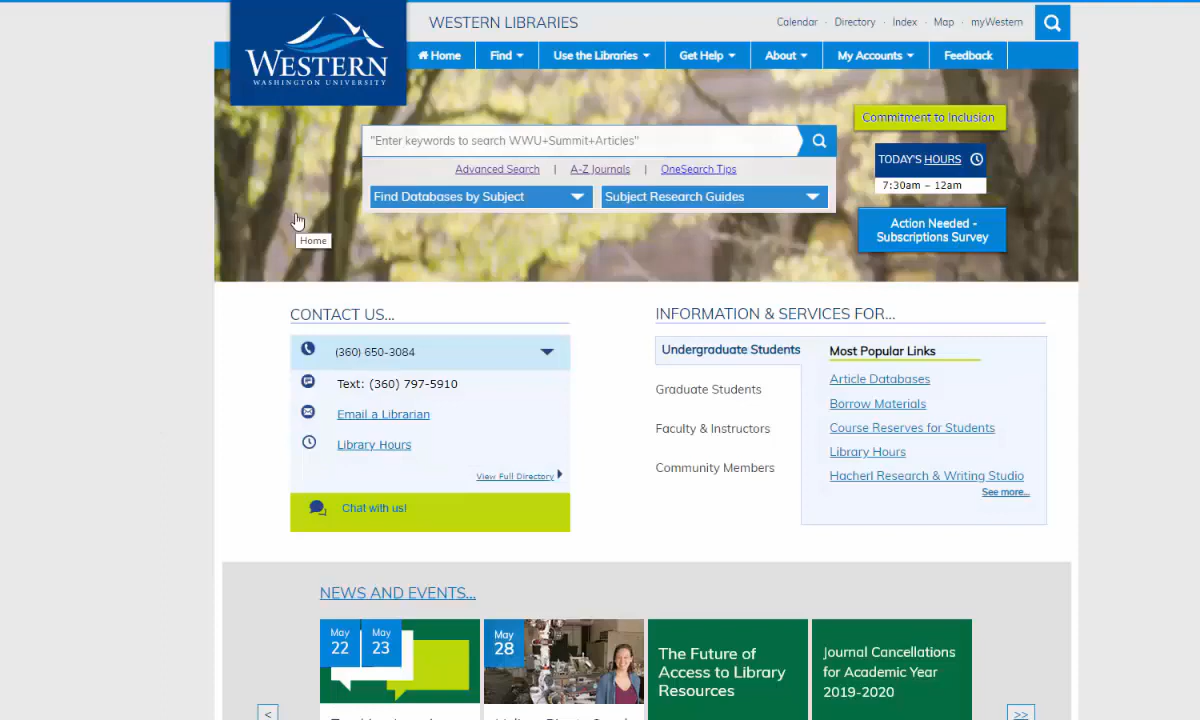 WESTERN LIBRARIES
Calendar · Directory · Index · Map · myWestern
WESTERN
WASHINGTON UNIVERSITY
Home Find Use the Libraries Get Help About My Accounts Feedback
"Enter keywords to search WWU+Summit+Articles"
Advanced Search | A-Z Journals | OneSearch Tips
Find Databases by Subject
Subject Research Guides
Commitment to Inclusion
TODAY'S HOURS
7:30am – 12am
Action Needed -
Subscriptions Survey
Home
CONTACT US...
(360) 650-3084
Text: (360) 797-5910
Email a Librarian
Library Hours
View Full Directory
Chat with us!
INFORMATION & SERVICES FOR...
Undergraduate Students
Graduate Students
Faculty & Instructors
Community Members
Most Popular Links
Article Databases
Borrow Materials
Course Reserves for Students
Library Hours
Hacherl Research & Writing Studio
See more...
NEWS AND EVENTS...
May
22
May
23
May
28
The Future of
Access to Library
Resources
Journal Cancellations
for Academic Year
2019-2020
<
>>